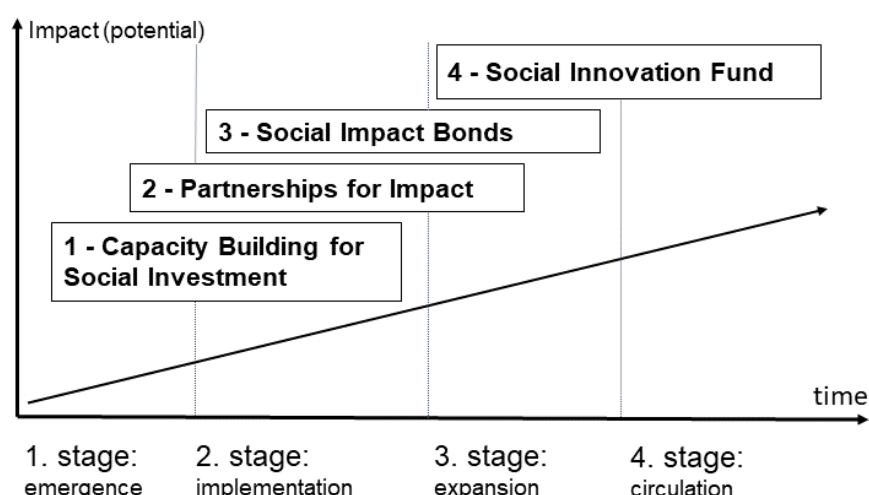 Impact (potential)
4 - Social Innovation Fund
3 - Social Impact Bonds
2 - Partnerships for Impact
1 - Capacity Building for
Social Investment
time
1. stage: 2. stage: 3. stage: 4. stage:
emergence implementation expansion circulation